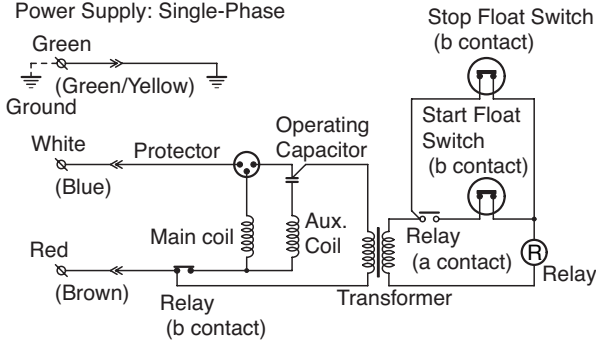 Power Supply: Single-Phase
Stop Float Switch
(b contact)
Green
(Green/Yellow)
Ground
Start Float
Switch
(b contact)
Operating
Capacitor
White
Protector
(Blue)
Main coil
Aux.
Coil
Red
(Brown)
Relay
(b contact)
Transformer
Relay
(a contact)
R
Relay